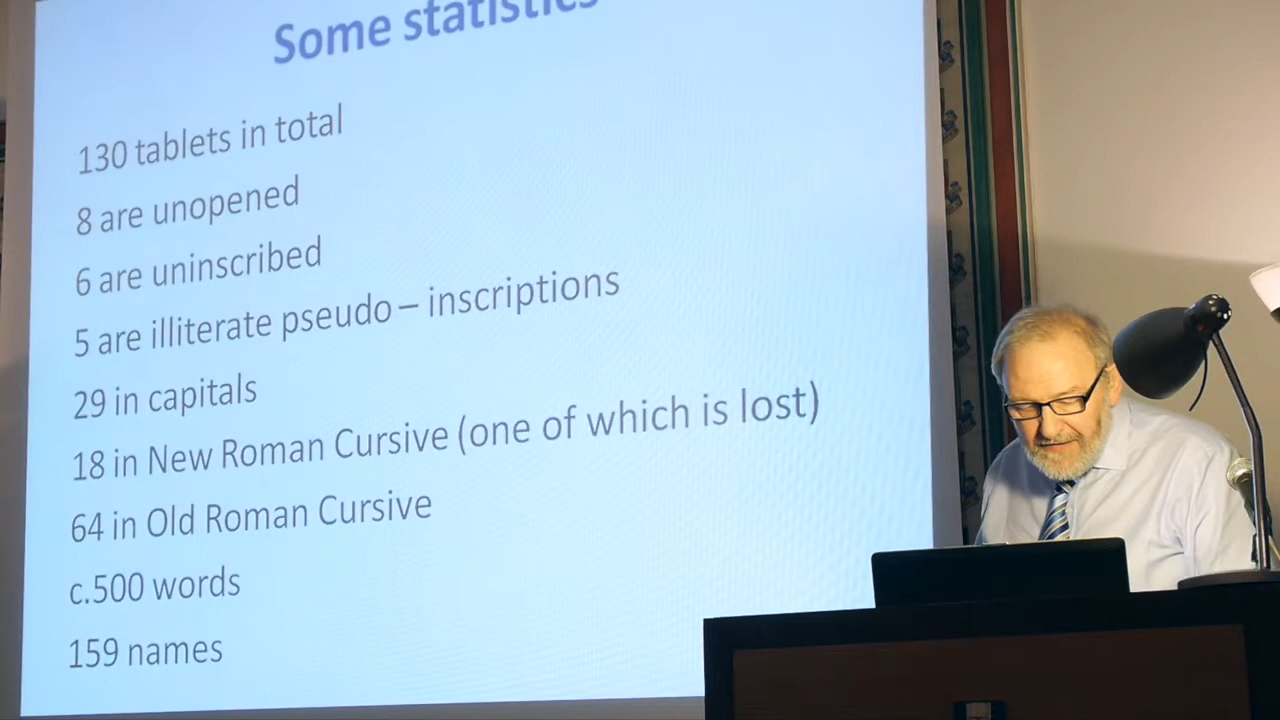 Some statistics
130 tablets in total
8 are unopened
6 are uninscribed
5 are illiterate pseudo – inscriptions
29 in capitals
18 in New Roman Cursive (one of which is lost)
64 in Old Roman Cursive
c.500 words
159 names